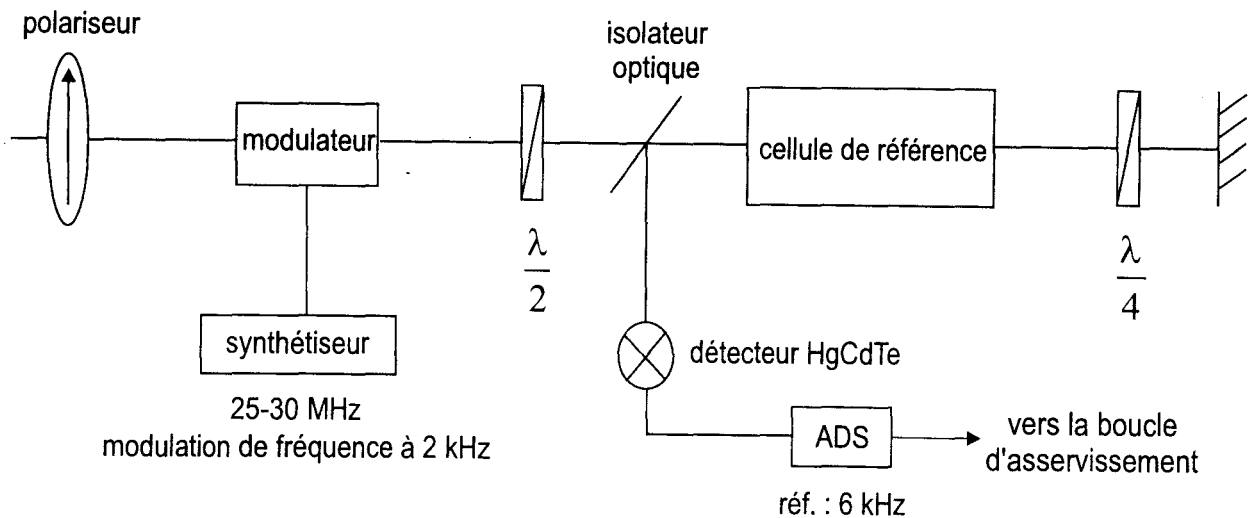 polariseur
isolateur
optique
modulateur
cellule de référence
λ
2
λ
4
synthétiseur
25-30 MHz
modulation de fréquence à 2 kHz
détecteur HgCdTe
ADS
vers la boucle
d'asservissement
réf. : 6 kHz